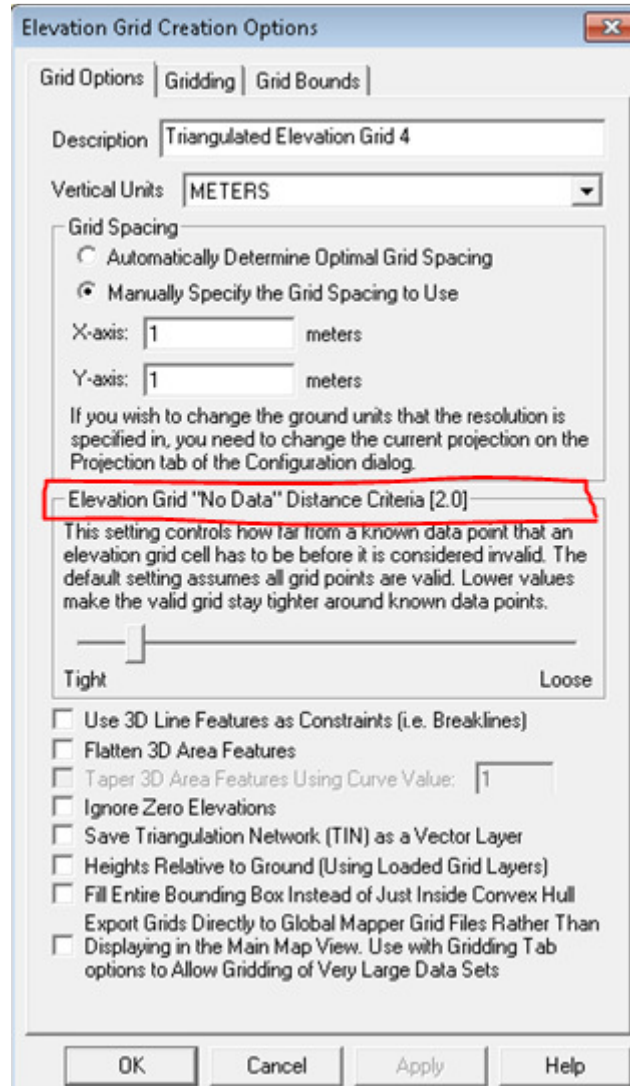 Elevation Grid Creation Options
Grid Options Gridding Grid Bounds
Description Triangulated Elevation Grid 4
Vertical Units METERS
Grid Spacing
Automatically Determine Optimal Grid Spacing
Manually Specify the Grid Spacing to Use
X-axis: 1 meters
Y-axis: 1 meters
If you wish to change the ground units that the resolution is
specified in, you need to change the current projection on the
Projection tab of the Configuration dialog.
Elevation Grid "No Data" Distance Criteria [2.0]
This setting controls how far from a known data point that an
elevation grid cell has to be before it is considered invalid. The
default setting assumes all grid points are valid. Lower values
make the valid grid stay tighter around known data points.
Tight Loose
Use 3D Line Features as Constraints (i.e. Breaklines)
Flatten 3D Area Features
Taper 3D Area Features Using Curve Value: 1
Ignore Zero Elevations
Save Triangulation Network (TIN) as a Vector Layer
Heights Relative to Ground (Using Loaded Grid Layers)
Fill Entire Bounding Box Instead of Just Inside Convex Hull
Export Grids Directly to Global Mapper Grid Files Rather Than
Displaying in the Main Map View. Use with Gridding Tab
options to Allow Gridding of Very Large Data Sets
OK Cancel Apply Help